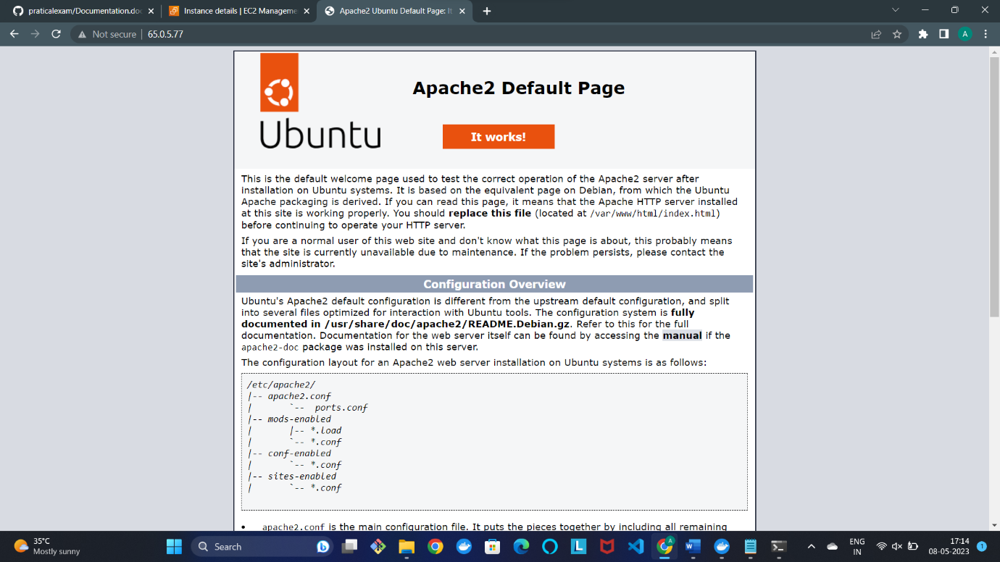 praticalexam/Documentation.doc
Instance details | EC2 Manageme
Apache2 Ubuntu Default Page: It
Not secure | 65.0.5.77
A
Apache2 Default Page
Ubuntu
It works!
This is the default welcome page used to test the correct operation of the Apache2 server after
installation on Ubuntu systems. It is based on the equivalent page on Debian, from which the Ubuntu
Apache packaging is derived. If you can read this page, it means that the Apache HTTP server installed
at this site is working properly. You should replace this file (located at /var/www/html/index.html)
before continuing to operate your HTTP server.
If you are a normal user of this web site and don't know what this page is about, this probably means
that the site is currently unavailable due to maintenance. If the problem persists, please contact the
site's administrator.
Configuration Overview
Ubuntu's Apache2 default configuration is different from the upstream default configuration, and split
into several files optimized for interaction with Ubuntu tools. The configuration system is fully
documented in /usr/share/doc/apache2/README.Debian.gz. Refer to this for the full
documentation. Documentation for the web server itself can be found by accessing the manual if the
apache2-doc package was installed on this server.
The configuration layout for an Apache2 web server installation on Ubuntu systems is as follows:
/etc/apache2/
|-- apache2.conf
|       `--  ports.conf
|-- mods-enabled
|       |-- *.load
|       `-- *.conf
|-- conf-enabled
|       `-- *.conf
|-- sites-enabled
|       `-- *.conf
• apache2.conf is the main configuration file. It puts the pieces together by including all remaining
35°C
Mostly sunny
Search
A
L
W
ENG
IN
17:14
08-05-2023
1